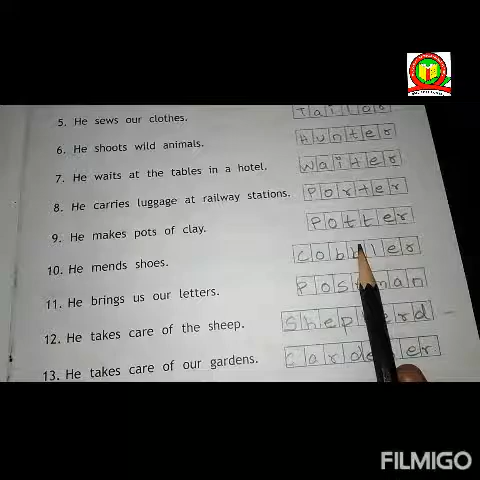 5. He sews our clothes. Tailor
6. He shoots wild animals. Hunter
7. He waits at the tables in a hotel. Waiter
8. He carries luggage at railway stations. Porter
9. He makes pots of clay. Potter
10. He mends shoes. Cobbler
11. He brings us our letters. Postman
12. He takes care of the sheep. Shepherd
13. He takes care of our gardens. Gardener
FILMIGO